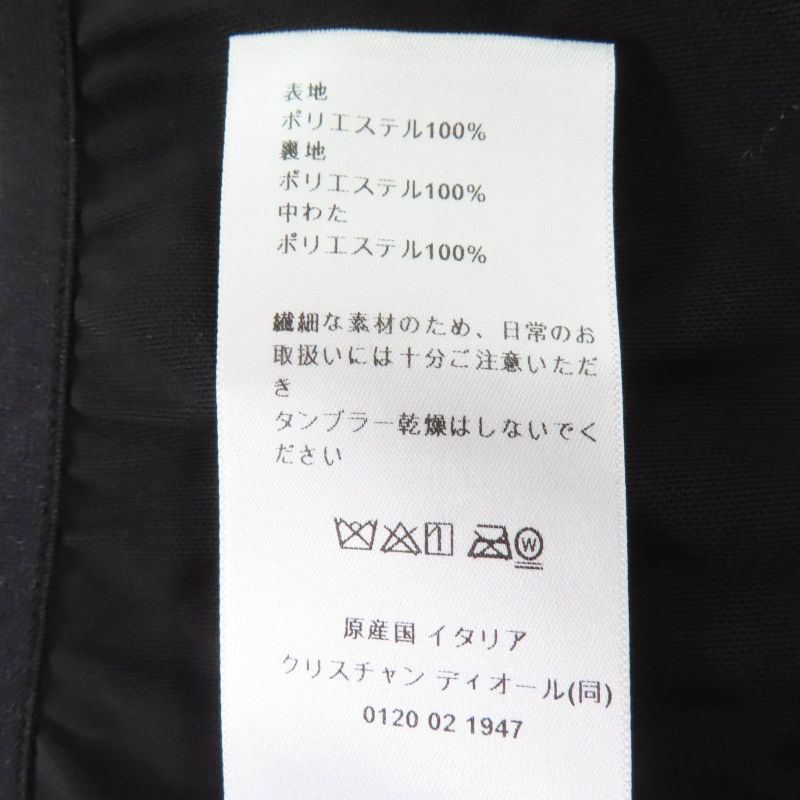 表地
ポリエステル100%
裏地
ポリエステル100%
中わた
ポリエステル100%
繊細な素材のため、日常のお
取扱いには十分ご注意いただ
き
タンブラー乾燥はしないでく
ださい
W
原産国 イタリア
クリスチャン ディオール(同)
0120 02 1947